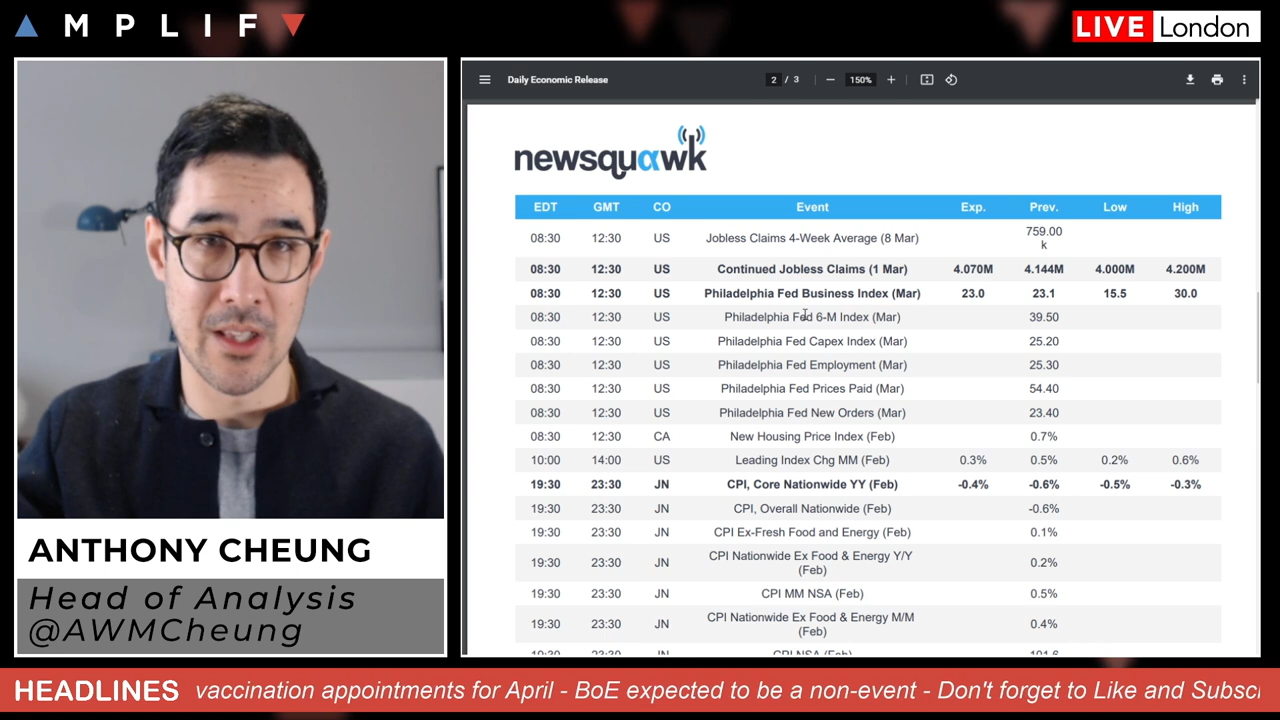 AMPLIFY
LIVE London
Daily Economic Release
2 / 3
150%
newsquawk
EDT GMT CO Event Exp. Prev. Low High
08:30 12:30 US Jobless Claims 4-Week Average (8 Mar) 759.00
k
08:30 12:30 US Continued Jobless Claims (1 Mar) 4.070M 4.144M 4.000M 4.200M
08:30 12:30 US Philadelphia Fed Business Index (Mar) 23.0 23.1 15.5 30.0
08:30 12:30 US Philadelphia Fed 6-M Index (Mar) 39.50
08:30 12:30 US Philadelphia Fed Capex Index (Mar) 25.20
08:30 12:30 US Philadelphia Fed Employment (Mar) 25.30
08:30 12:30 US Philadelphia Fed Prices Paid (Mar) 54.40
08:30 12:30 US Philadelphia Fed New Orders (Mar) 23.40
08:30 12:30 CA New Housing Price Index (Feb) 0.7%
10:00 14:00 US Leading Index Chg MM (Feb) 0.3% 0.5% 0.2% 0.6%
19:30 23:30 JN CPI, Core Nationwide YY (Feb) -0.4% -0.6% -0.5% -0.3%
19:30 23:30 JN CPI, Overall Nationwide (Feb) -0.6%
19:30 23:30 JN CPI Ex-Fresh Food and Energy (Feb) 0.1%
19:30 23:30 JN CPI Nationwide Ex Food & Energy Y/Y
(Feb) 0.2%
19:30 23:30 JN CPI MM NSA (Feb) 0.5%
19:30 23:30 JN CPI Nationwide Ex Food & Energy M/M
(Feb) 0.4%
19:30 23:30 JN CPI NSA (Feb) 101.6
ANTHONY CHEUNG
Head of Analysis
@AWMCheung
HEADLINES vaccination appointments for April - BoE expected to be a non-event - Don't forget to Like and Subsc